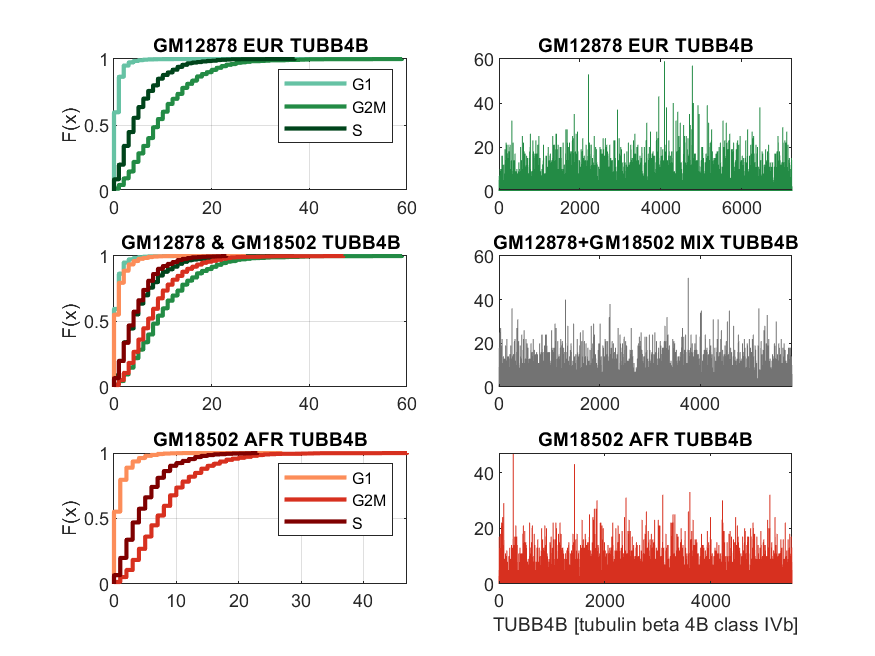 GM12878 EUR TUBB4B
1
0.5
0
F(x)
0 20 40 60
G1
G2M
S
GM12878 EUR TUBB4B
60
40
20
0
0 2000 4000 6000
GM12878 & GM18502 TUBB4B
1
0.5
0
F(x)
0 20 40 60
GM12878+GM18502 MIX TUBB4B
60
40
20
0
0 2000 4000
GM18502 AFR TUBB4B
1
0.5
0
F(x)
0 10 20 30 40
G1
G2M
S
GM18502 AFR TUBB4B
40
20
0
0 2000 4000
TUBB4B [tubulin beta 4B class IVb]